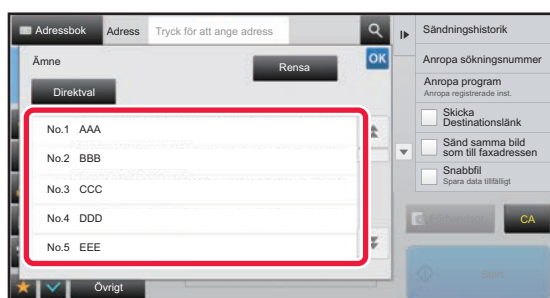 Adressbok
Adress
Tryck för att ange adress
Ämne
Rensa
OK
Direktval
No.1 AAA
No.2 BBB
No.3 CCC
No.4 DDD
No.5 EEE
Övrigt
Sändningshistorik
Anropa sökningsnummer
Anropa program
Anropa registrerade inst.
Skicka
Destinationslänk
Sänd samma bild
som till faxadressen
Snabbfil
Spara data tillfälligt
CA
Start